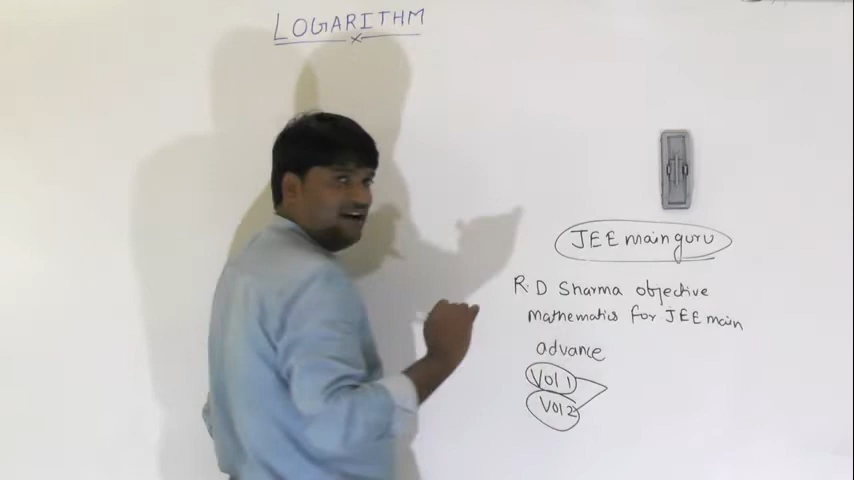 LOGARITHM
JEE main guru
R.D Sharma objective
mathematics for JEE main
advance
Vol 1
Vol 2